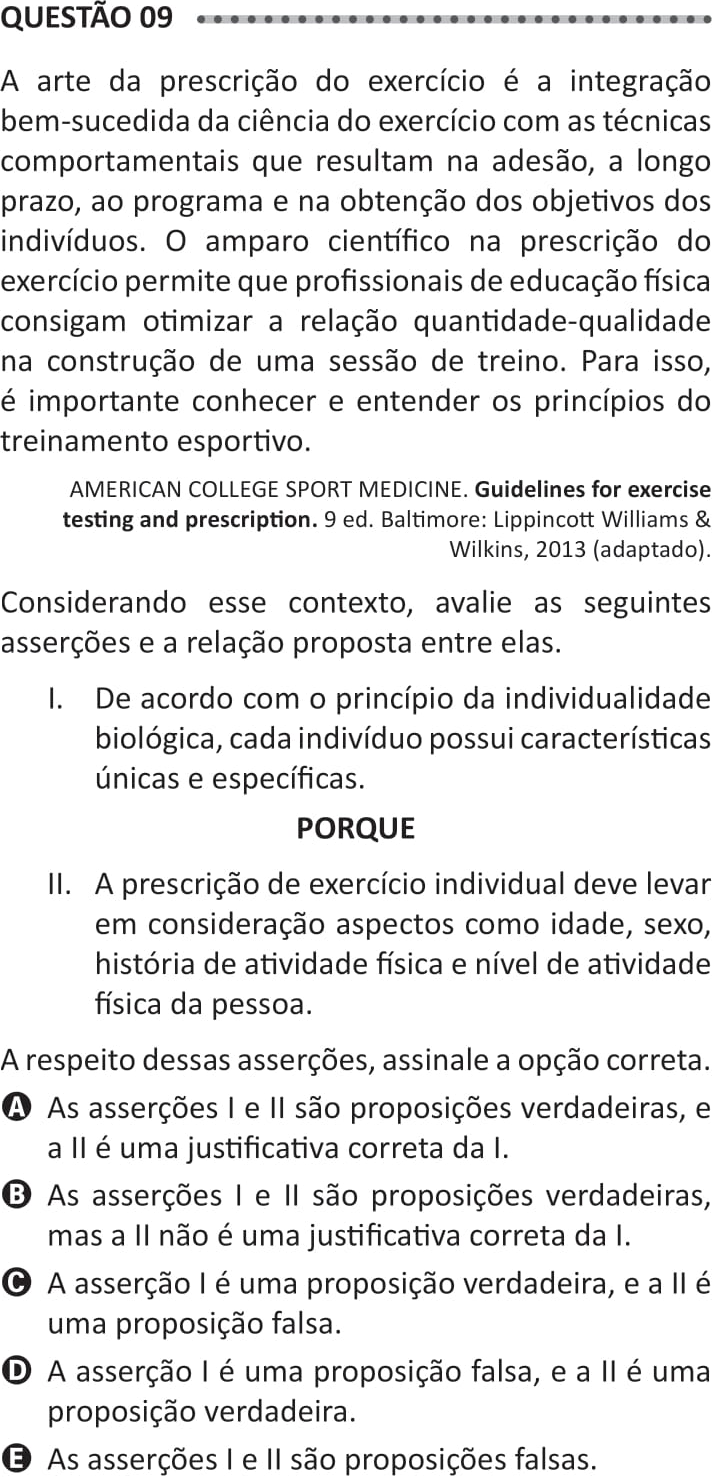 QUESTÃO 09
A arte da prescrição do exercício é a integração
bem-sucedida da ciência do exercício com as técnicas
comportamentais que resultam na adesão, a longo
prazo, ao programa e na obtenção dos objetivos dos
indivíduos. O amparo científico na prescrição do
exercício permite que profissionais de educação física
consigam otimizar a relação quantidade-qualidade
na construção de uma sessão de treino. Para isso,
é importante conhecer e entender os princípios do
treinamento esportivo.
AMERICAN COLLEGE SPORT MEDICINE. Guidelines for exercise
testing and prescription. 9 ed. Baltimore: Lippincott Williams &
Wilkins, 2013 (adaptado).
Considerando esse contexto, avalie as seguintes
asserções e a relação proposta entre elas.
I. De acordo com o princípio da individualidade
biológica, cada indivíduo possui características
únicas e específicas.
PORQUE
II. A prescrição de exercício individual deve levar
em consideração aspectos como idade, sexo,
história de atividade física e nível de atividade
física da pessoa.
A respeito dessas asserções, assinale a opção correta.
A As asserções I e II são proposições verdadeiras, e
a II é uma justificativa correta da I.
B As asserções I e II são proposições verdadeiras,
mas a II não é uma justificativa correta da I.
C A asserção I é uma proposição verdadeira, e a II é
uma proposição falsa.
D A asserção I é uma proposição falsa, e a II é uma
proposição verdadeira.
E As asserções I e II são proposições falsas.